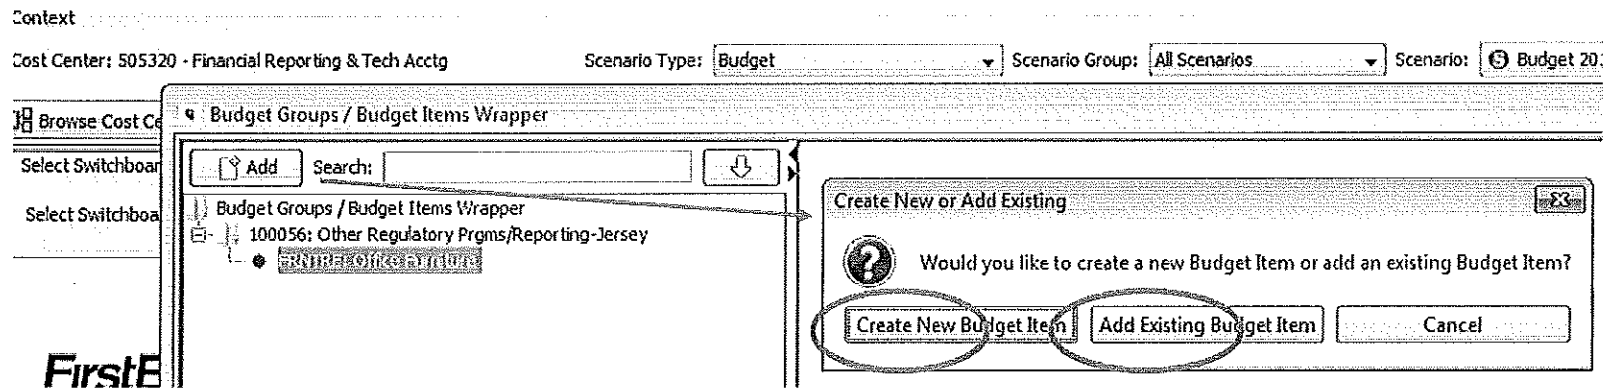 Context
Cost Center: 505320 - Financial Reporting & Tech Acctg Scenario Type: Budget Scenario Group: All Scenarios Scenario: Budget 20
Browse Cost Ce
Budget Groups / Budget Items Wrapper
Select Switchboar
Add Search:
Select Switchboa
Budget Groups / Budget Items Wrapper
100056: Other Regulatory Prgms/Reporting-Jersey
Office Furniture
Create New or Add Existing
Would you like to create a new Budget Item or add an existing Budget Item?
Create New Budget Item Add Existing Budget Item Cancel
FirstE